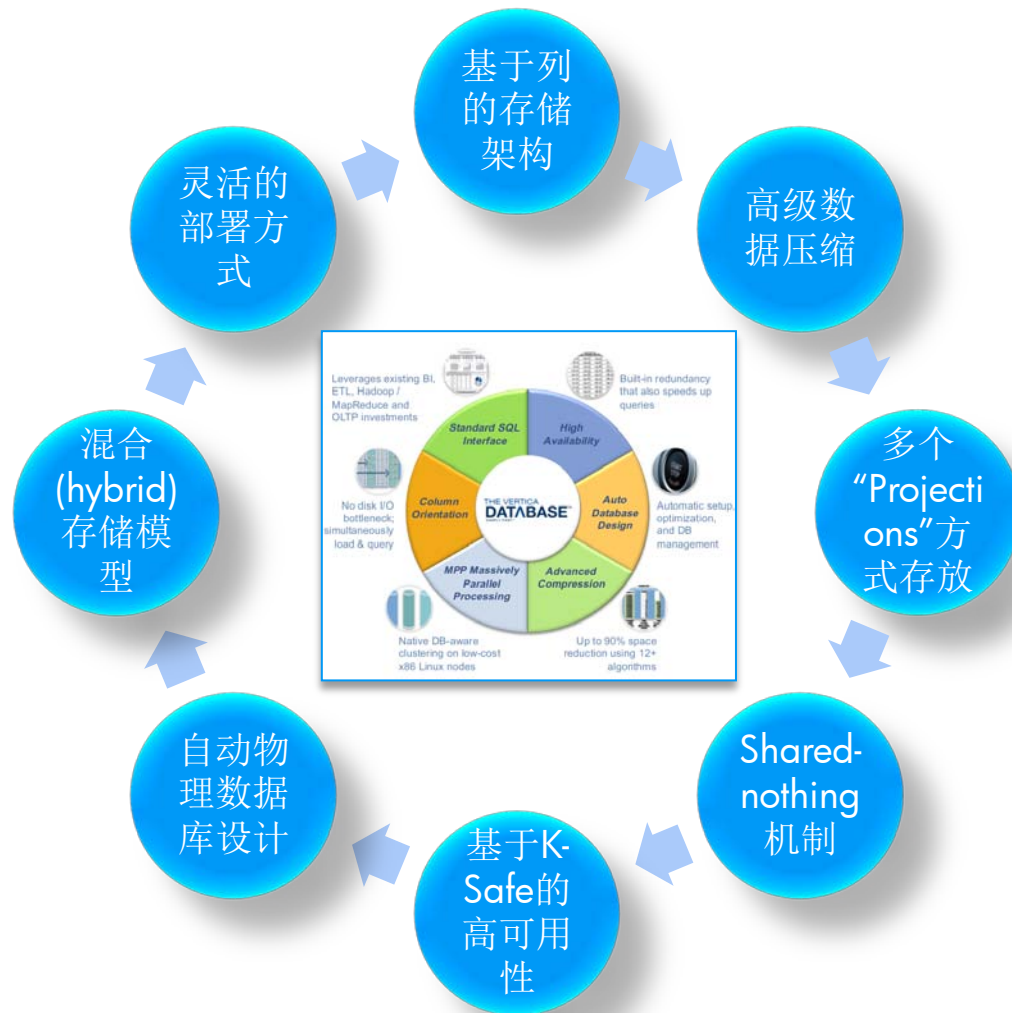 基于列
的存储
架构
高级数
据压缩
多个
“Projecti
ons”方
式存放
Shared-
nothing
机制
基于K-
Safe的
高可用
性
自动物
理数据
库设计
混合
(hybrid)
存储模
型
灵活的
部署方
式
Leverages existing BI,
ETL, Hadoop /
MapReduce and
OLTP investments
Built-in redundancy
that also speeds up
queries
Standard SQL
Interface
High
Availability
No disk I/O
bottleneck;
simultaneously
load & query
Column
Orientation
THE VERTICA
DATABASE
Auto
Database
Design
Automatic setup,
optimization,
and DB
management
MPP Massively
Parallel
Processing
Advanced
Compression
Native DB-aware
clustering on low-cost
x86 Linux nodes
Up to 90% space
reduction using 12+
algorithms